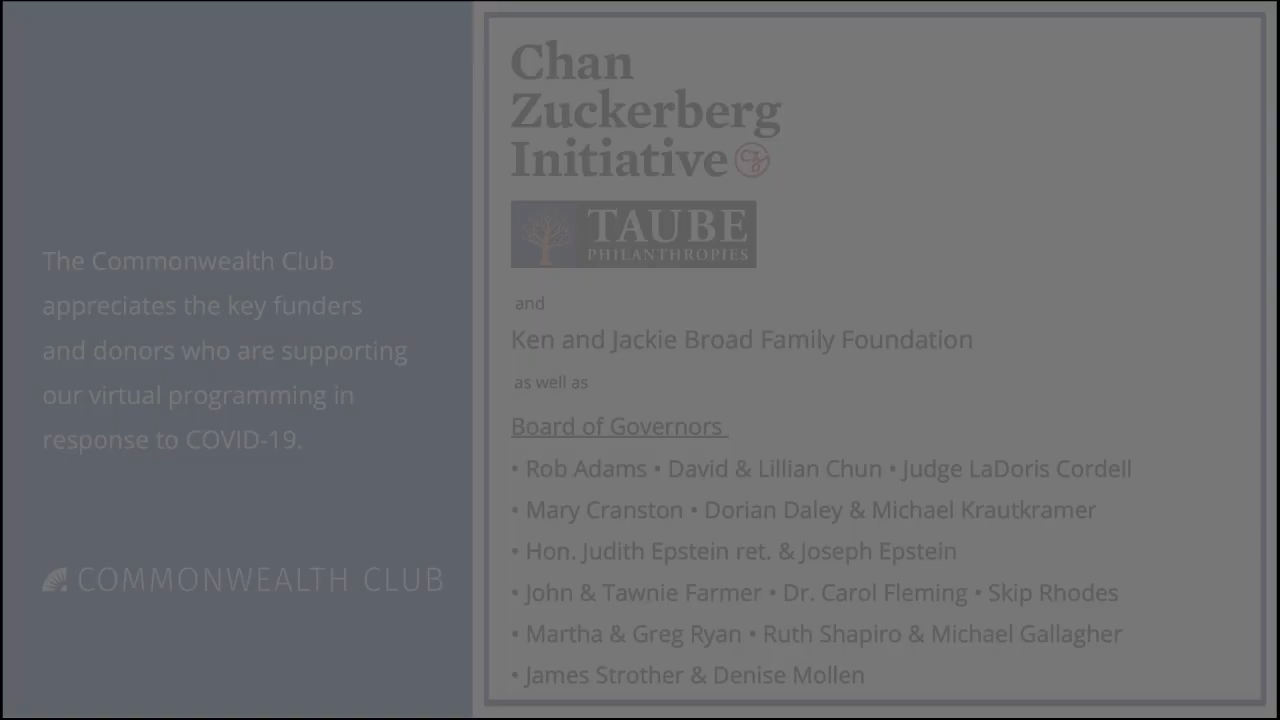 The Commonwealth Club
appreciates the key funders
and donors who are supporting
our virtual programming in
response to COVID-19.
COMMONWEALTH CLUB
Chan
Zuckerberg
Initiative
CZI
TAUBE
PHILANTHROPIES
and
Ken and Jackie Broad Family Foundation
as well as
Board of Governors
• Rob Adams • David & Lillian Chun • Judge LaDoris Cordell
• Mary Cranston • Dorian Daley & Michael Krautkramer
• Hon. Judith Epstein ret. & Joseph Epstein
• John & Tawnie Farmer • Dr. Carol Fleming • Skip Rhodes
• Martha & Greg Ryan • Ruth Shapiro & Michael Gallagher
• James Strother & Denise Mollen